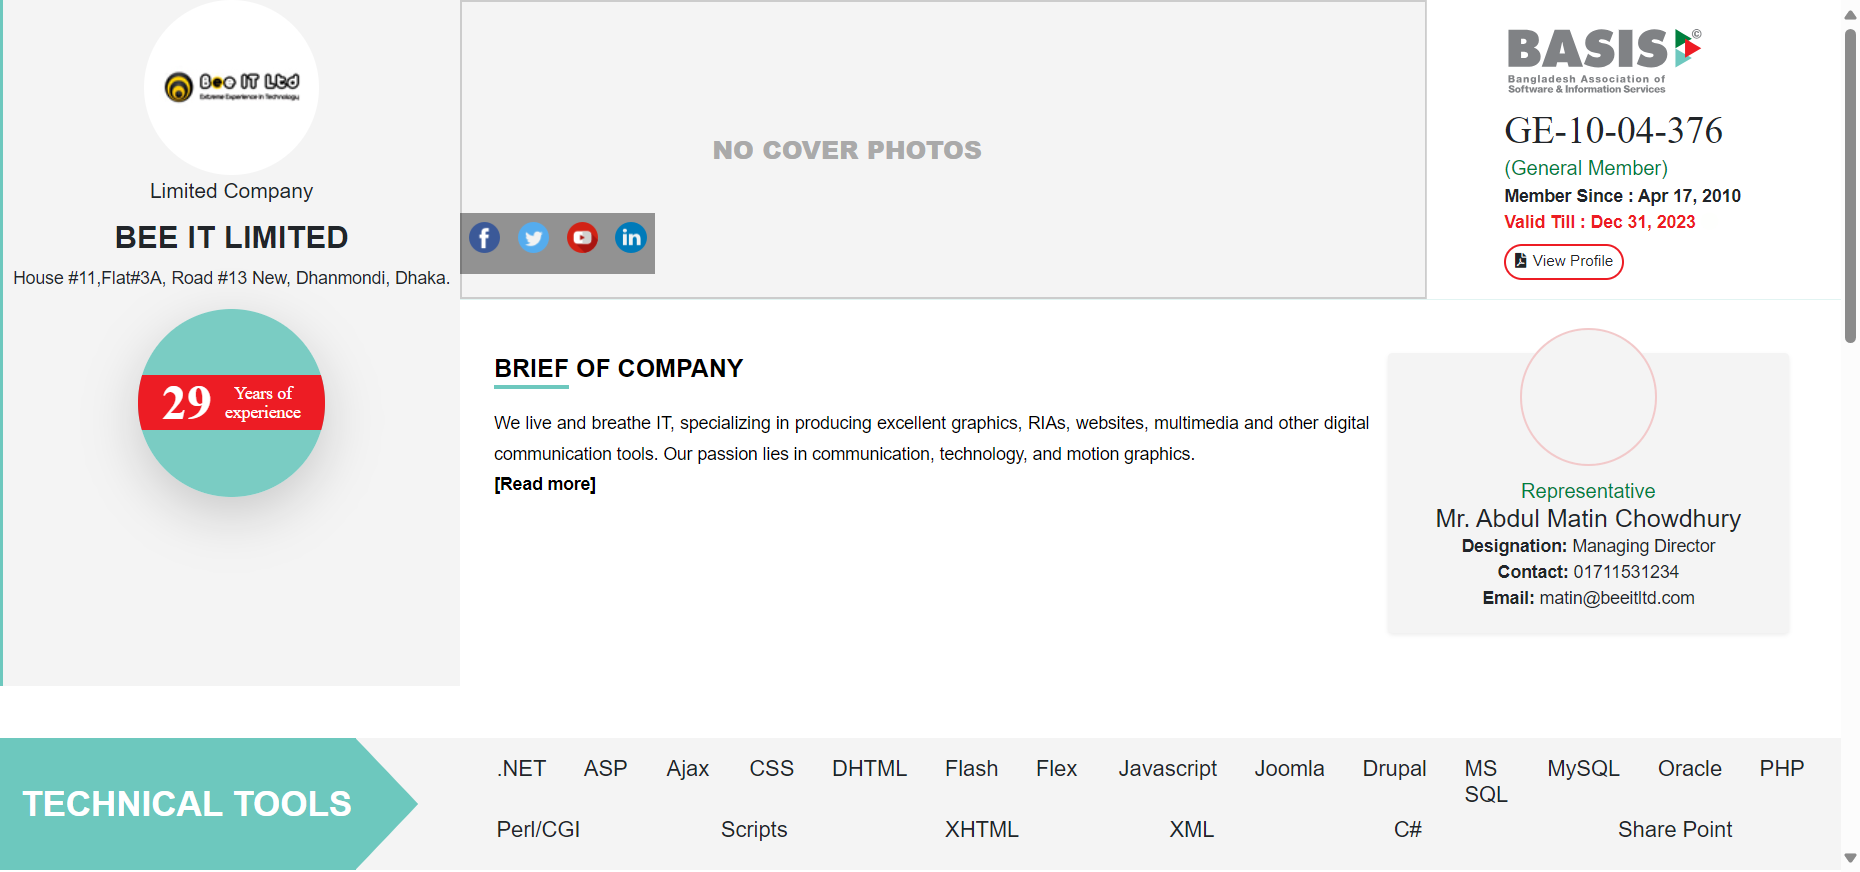 Bee IT Ltd
Extreme Experience in Technology
Limited Company
BEE IT LIMITED
House #11,Flat#3A, Road #13 New, Dhanmondi, Dhaka.
29 Years of
experience
NO COVER PHOTOS
BASIS ©
Bangladesh Association of
Software & Information Services
GE-10-04-376
(General Member)
Member Since : Apr 17, 2010
Valid Till : Dec 31, 2023
View Profile
BRIEF OF COMPANY
We live and breathe IT, specializing in producing excellent graphics, RIAs, websites, multimedia and other digital
communication tools. Our passion lies in communication, technology, and motion graphics.
[Read more]
Representative
Mr. Abdul Matin Chowdhury
Designation: Managing Director
Contact: 01711531234
Email: matin@beeitltd.com
TECHNICAL TOOLS
.NET ASP Ajax CSS DHTML Flash Flex Javascript Joomla Drupal MS SQL MySQL Oracle PHP
Perl/CGI Scripts XHTML XML C# Share Point